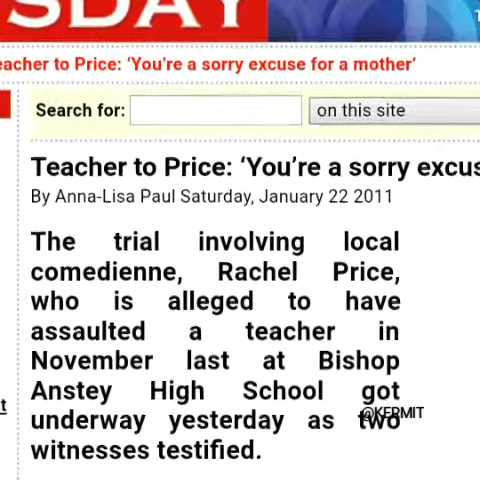 SDAY
eacher to Price: ‘You’re a sorry excuse for a mother’
Search for:
on this site
Teacher to Price: ‘You’re a sorry excus
By Anna-Lisa Paul Saturday, January 22 2011
The trial involving local
comedienne, Rachel Price,
who is alleged to have
assaulted a teacher in
November last at Bishop
Anstey High School got
t
underway yesterday as two
@KERMIT
witnesses testified.